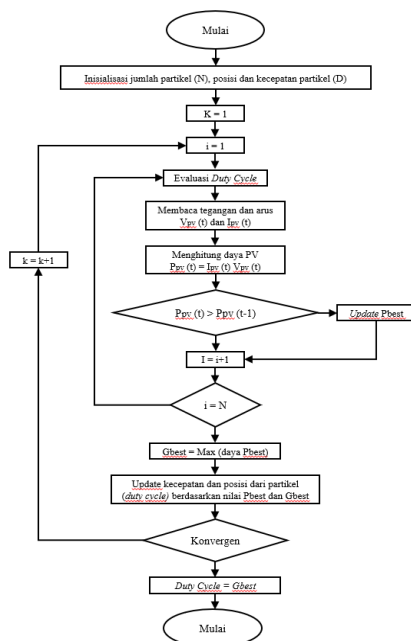 Mulai
Inisialisasi jumlah partikel (N), posisi dan kecepatan partikel (D)
K = 1
i = 1
Evaluasi Duty Cycle
Membaca tegangan dan arus
Vpv (t) dan Ipv (t)
k = k+1
Menghitung daya PV
Ppv (t) = Ipv (t) Vpv (t)
Ppv (t) > Ppv (t-1)
Update Pbest
I = i+1
i = N
Gbest = Max (daya Pbest)
Update kecepatan dan posisi dari partikel
(duty cycle) berdasarkan nilai Pbest dan Gbest
Konvergen
Duty Cycle = Gbest
Mulai